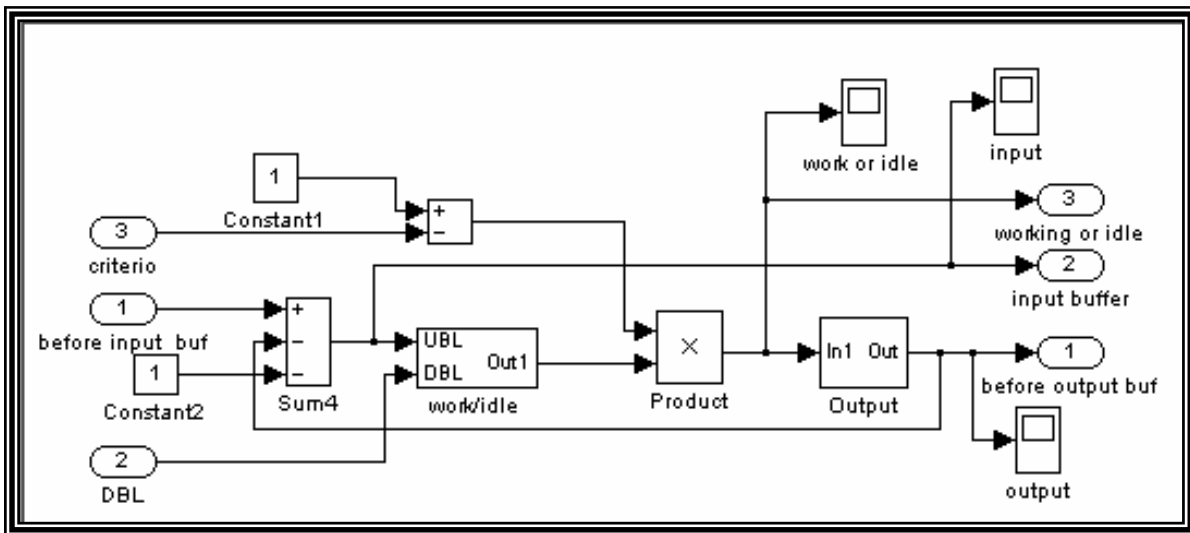 work or idle
input
1
Constant1
+
−
3
criterio
3
working or idle
2
input buffer
1
before input buf
+
−
−
Sum4
1
Constant2
UBL
DBL
Out1
work/idle
×
Product
In1 Out
Output
1
before output buf
2
DBL
output